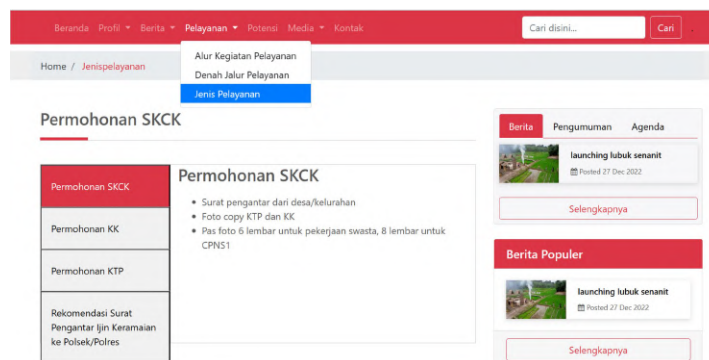 Beranda Profil Berita Pelayanan Potensi Media Kontak
Cari disini...
Cari
Alur Kegiatan Pelayanan
Denah Jalur Pelayanan
Jenis Pelayanan
Home / Jenispelayanan
Permohonan SKCK
Permohonan SKCK
Permohonan KK
Permohonan KTP
Rekomendasi Surat
Pengantar Ijin Keramaian
ke Polsek/Polres
Permohonan SKCK
Surat pengantar dari desa/kelurahan
Foto copy KTP dan KK
Pas foto 6 lembar untuk pekerjaan swasta, 8 lembar untuk
CPNS1
Berita Pengumuman Agenda
launching lubuk senanit
Posted 27 Dec 2022
Selengkapnya
Berita Populer
launching lubuk senanit
Posted 27 Dec 2022
Selengkapnya